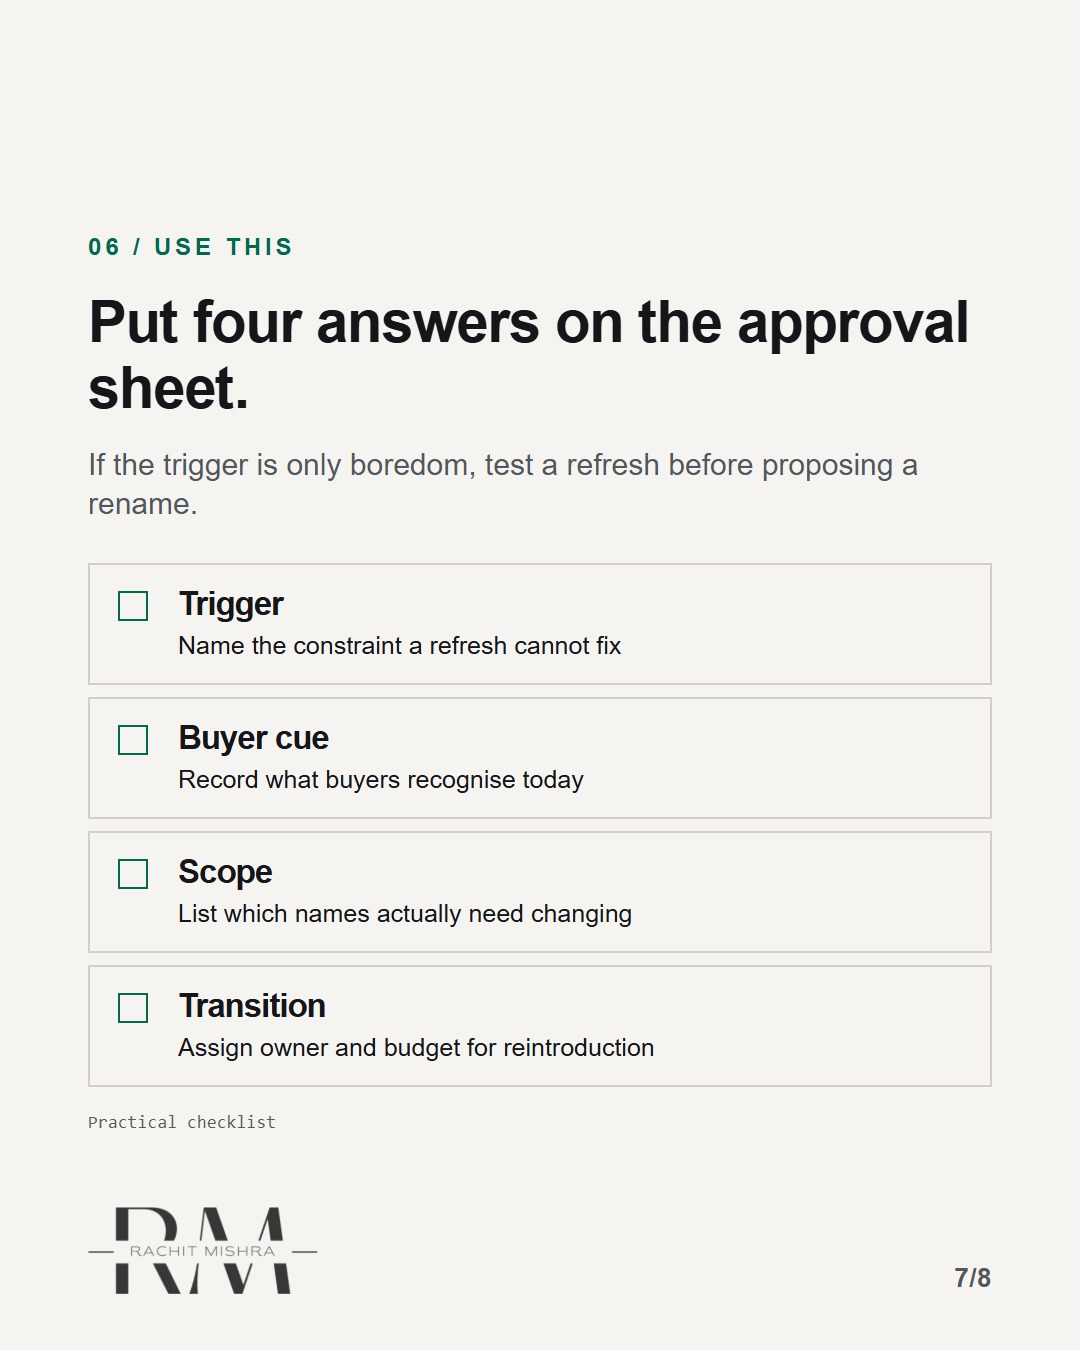 06 / USE THIS
Put four answers on the approval
sheet.
If the trigger is only boredom, test a refresh before proposing a
rename.
Trigger
Name the constraint a refresh cannot fix
Buyer cue
Record what buyers recognise today
Scope
List which names actually need changing
Transition
Assign owner and budget for reintroduction
Practical checklist
RM
RACHIT MISHRA
7/8